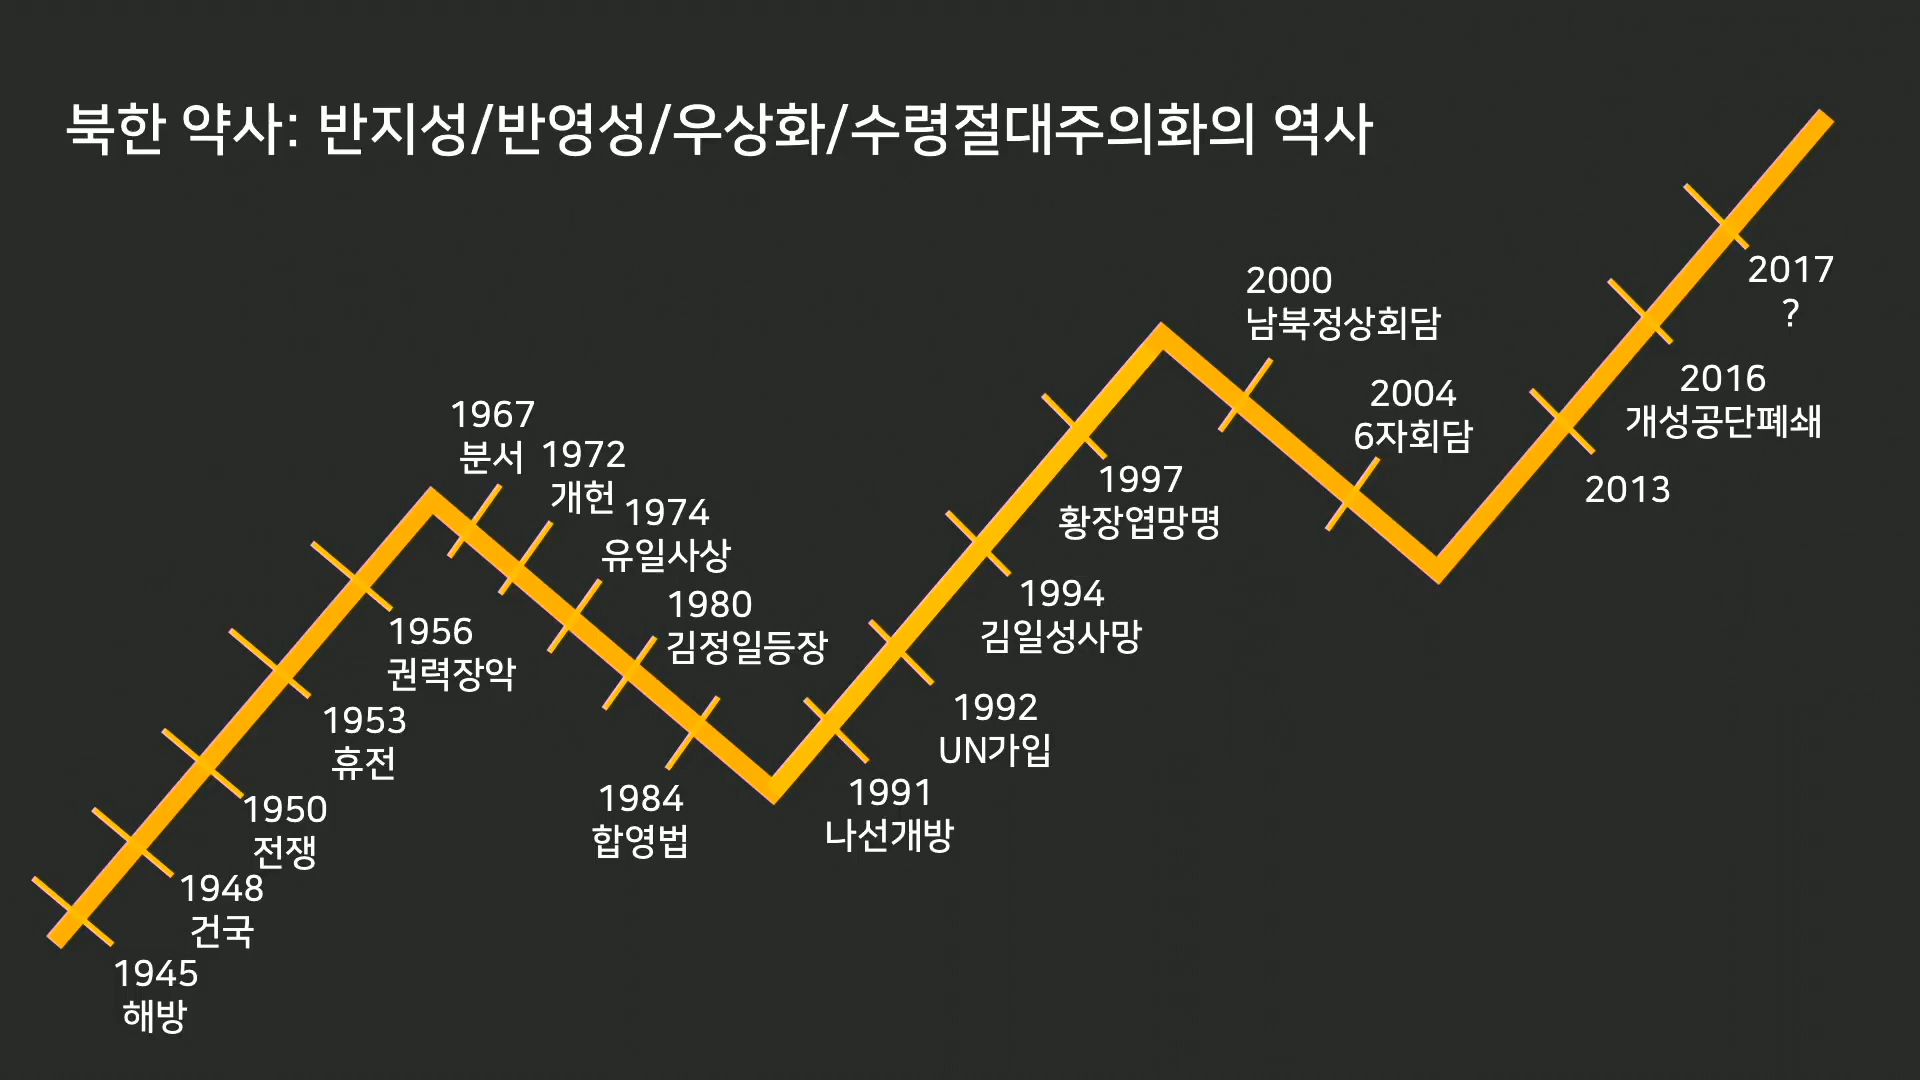 북한 약사: 반지성/반영성/우상화/수령절대주의화의 역사
1945
해방
1948
건국
1950
전쟁
1953
휴전
1956
권력장악
1967
분서
1972
개헌
1974
유일사상
1980
김정일등장
1984
합영법
1991
나선개방
1992
UN가입
1994
김일성사망
1997
황장엽망명
2000
남북정상회담
2004
6자회담
2013
2016
개성공단폐쇄
2017
?